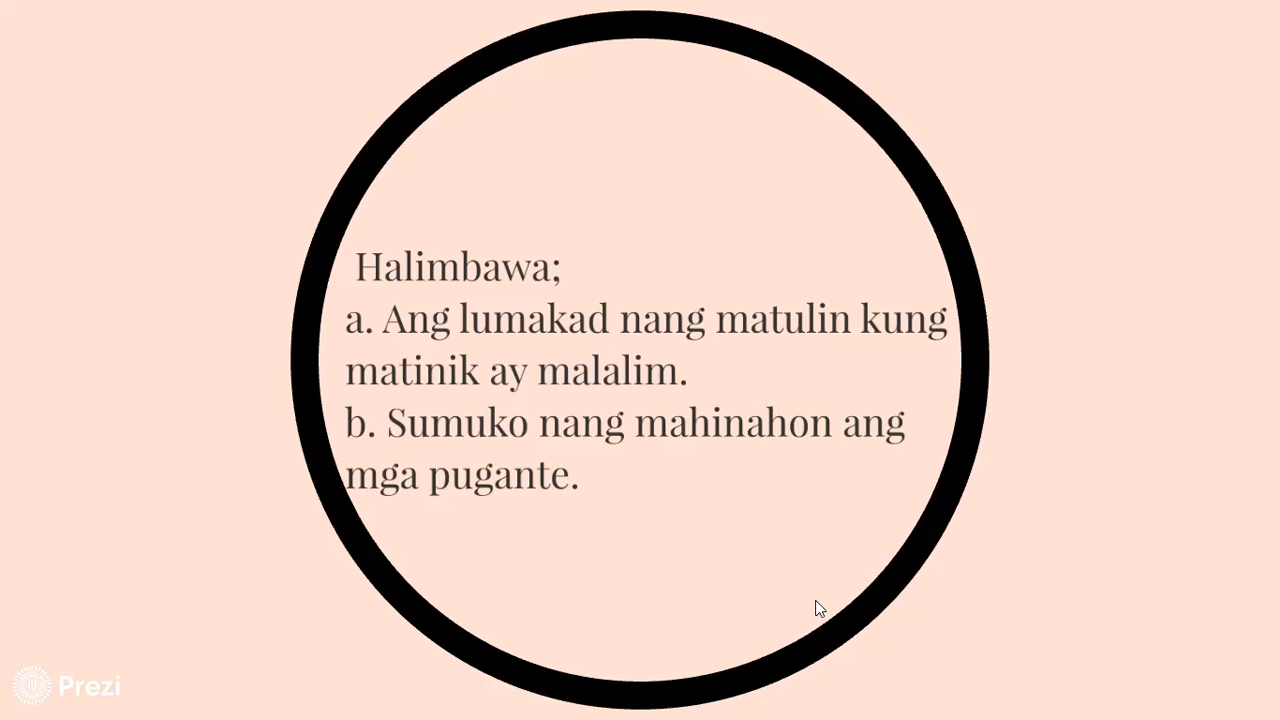 Halimbawa;
a. Ang lumakad nang matulin kung
matinik ay malalim.
b. Sumuko nang mahinahon ang
mga pugante.
Prezi